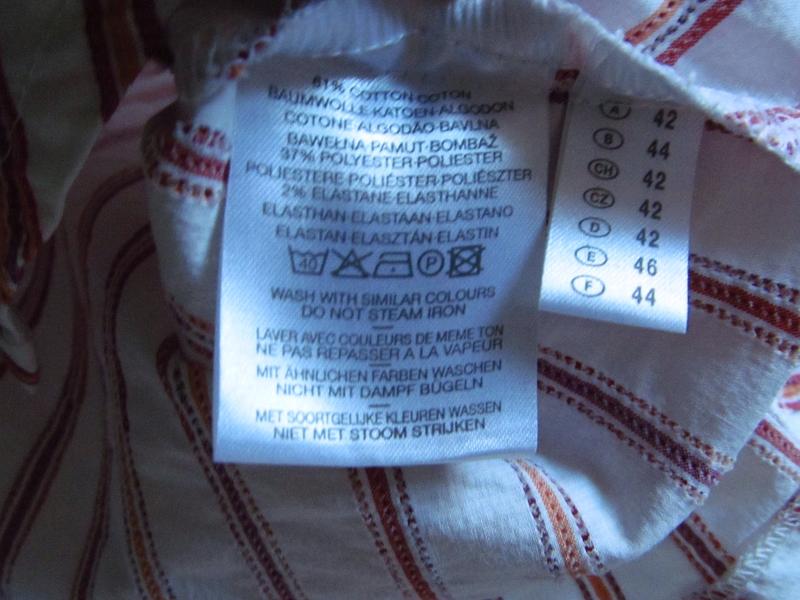 61% COTTON·COTON
BAUMWOLLE·KATOEN·ALGODON
COTONE·ALGODÃO·BAVLNA
BAWEŁNA·PAMUT·BOMBAŽ
37% POLYESTER·POLIESTER
POLIESTERE·POLIÉSTER·POLIÉSZTER
2% ELASTANE·ELASTHANNE
ELASTHAN·ELASTAAN·ELASTANO
ELASTAN·ELASZTÁN·ELASTIN
40 P
WASH WITH SIMILAR COLOURS
DO NOT STEAM IRON
LAVER AVEC COULEURS DE MEME TON
NE PAS REPASSER A LA VAPEUR
MIT ÄHNLICHEN FARBEN WASCHEN
NICHT MIT DAMPF BÜGELN
MET SOORTGELIJKE KLEUREN WASSEN
NIET MET STOOM STRIJKEN
A 42
B 44
CH 42
CZ 42
D 42
E 46
F 44